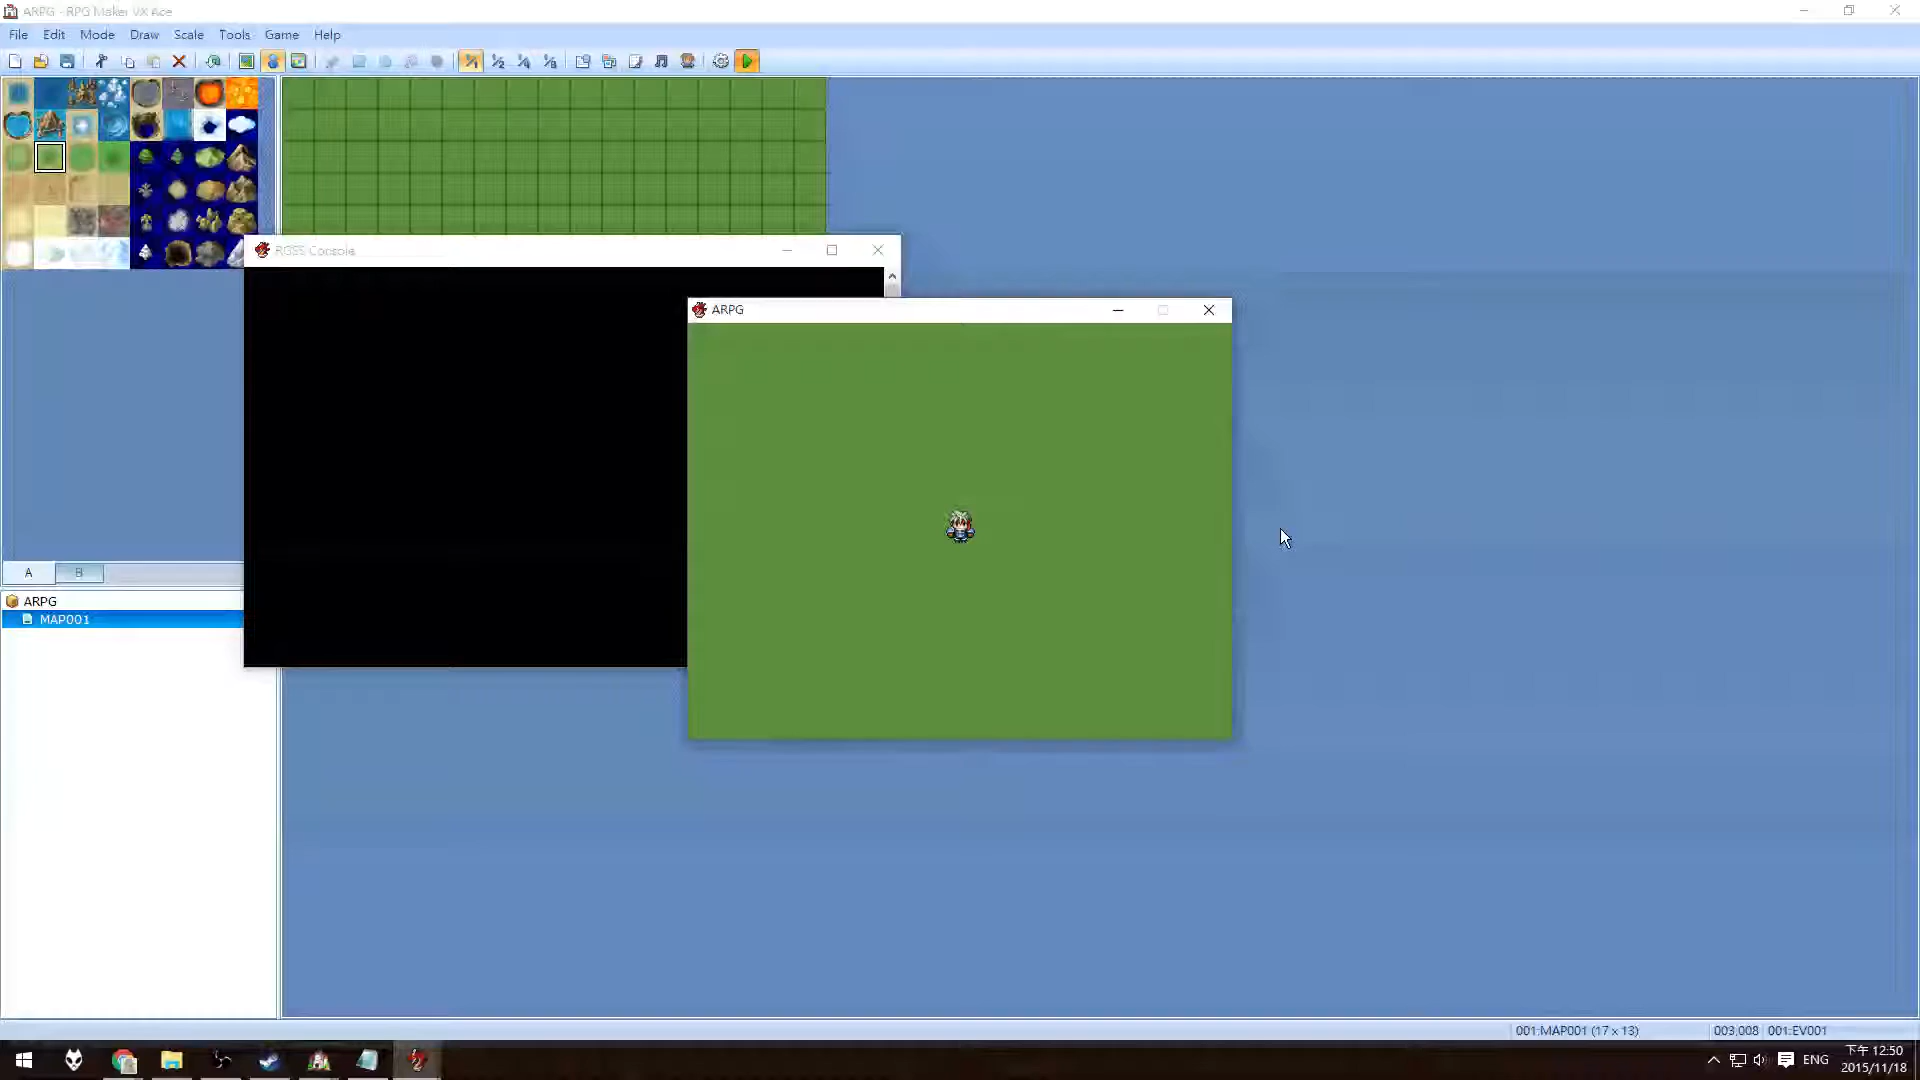 ARPG - RPG Maker VX Ace
File Edit Mode Draw Scale Tools Game Help
RGSS Console
ARPG
A B
ARPG
MAP001
001:MAP001 (17 x 13) 003,008 001:EV001
ENG
下午 12:50
2015/11/18